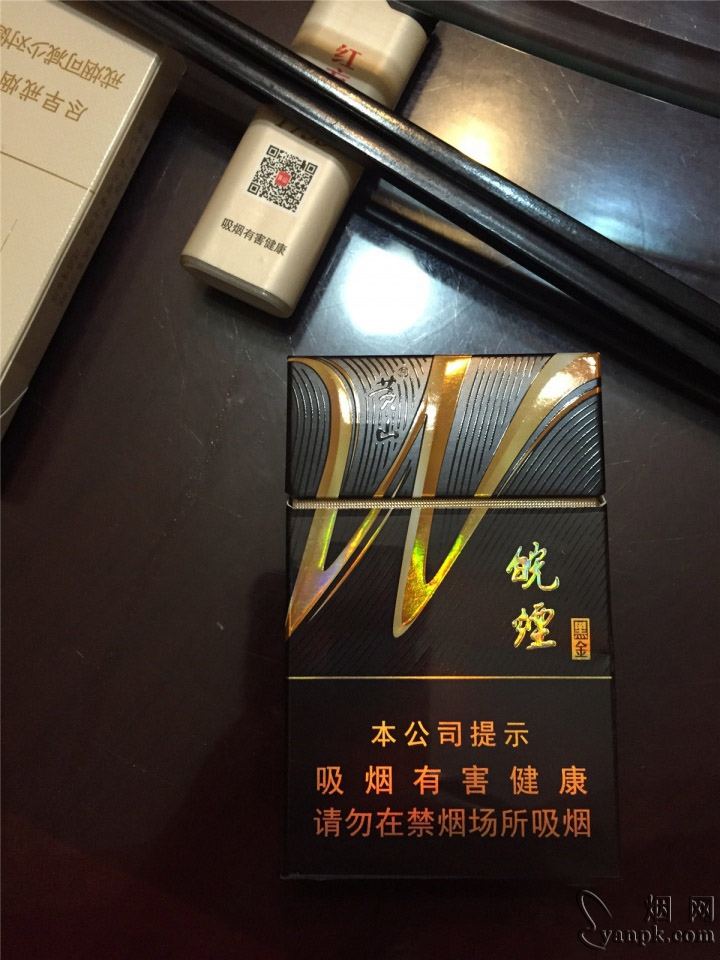 尽早戒烟
戒烟可减少对健
红
吸烟有害健康
黄山
皖烟
黑金
本公司提示
吸烟有害健康
请勿在禁烟场所吸烟
烟网
yanpk.com